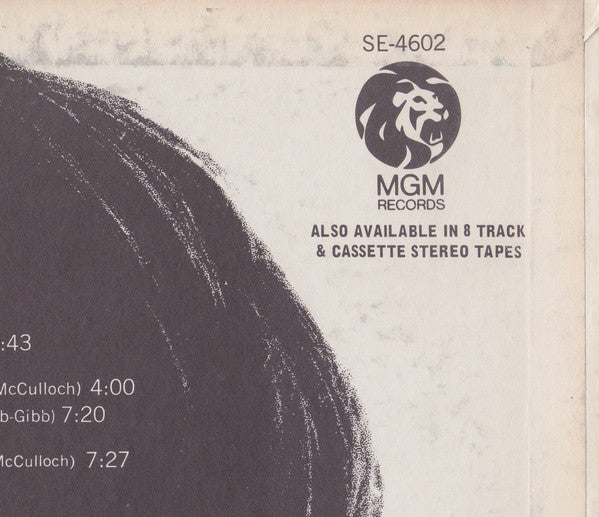 SE-4602
MGM
RECORDS
ALSO AVAILABLE IN 8 TRACK
& CASSETTE STEREO TAPES
:43
McCulloch) 4:00
b-Gibb) 7:20
McCulloch) 7:27